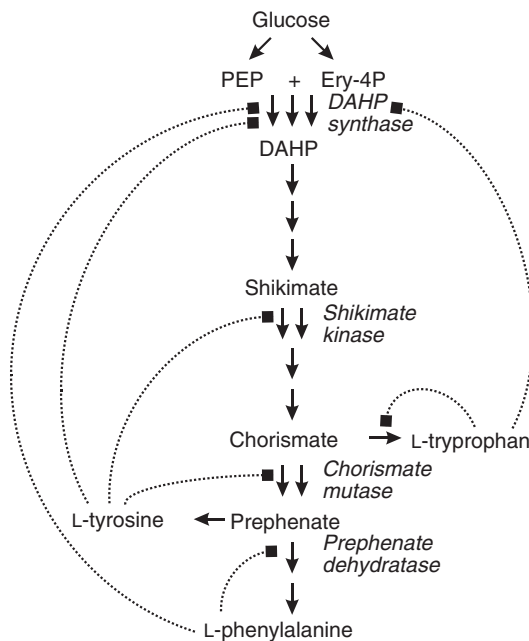 Glucose
PEP + Ery-4P
DAHP
synthase
DAHP
Shikimate
Shikimate
kinase
Chorismate
L-tryprophan
Chorismate
mutase
L-tyrosine
Prephenate
Prephenate
dehydratase
L-phenylalanine